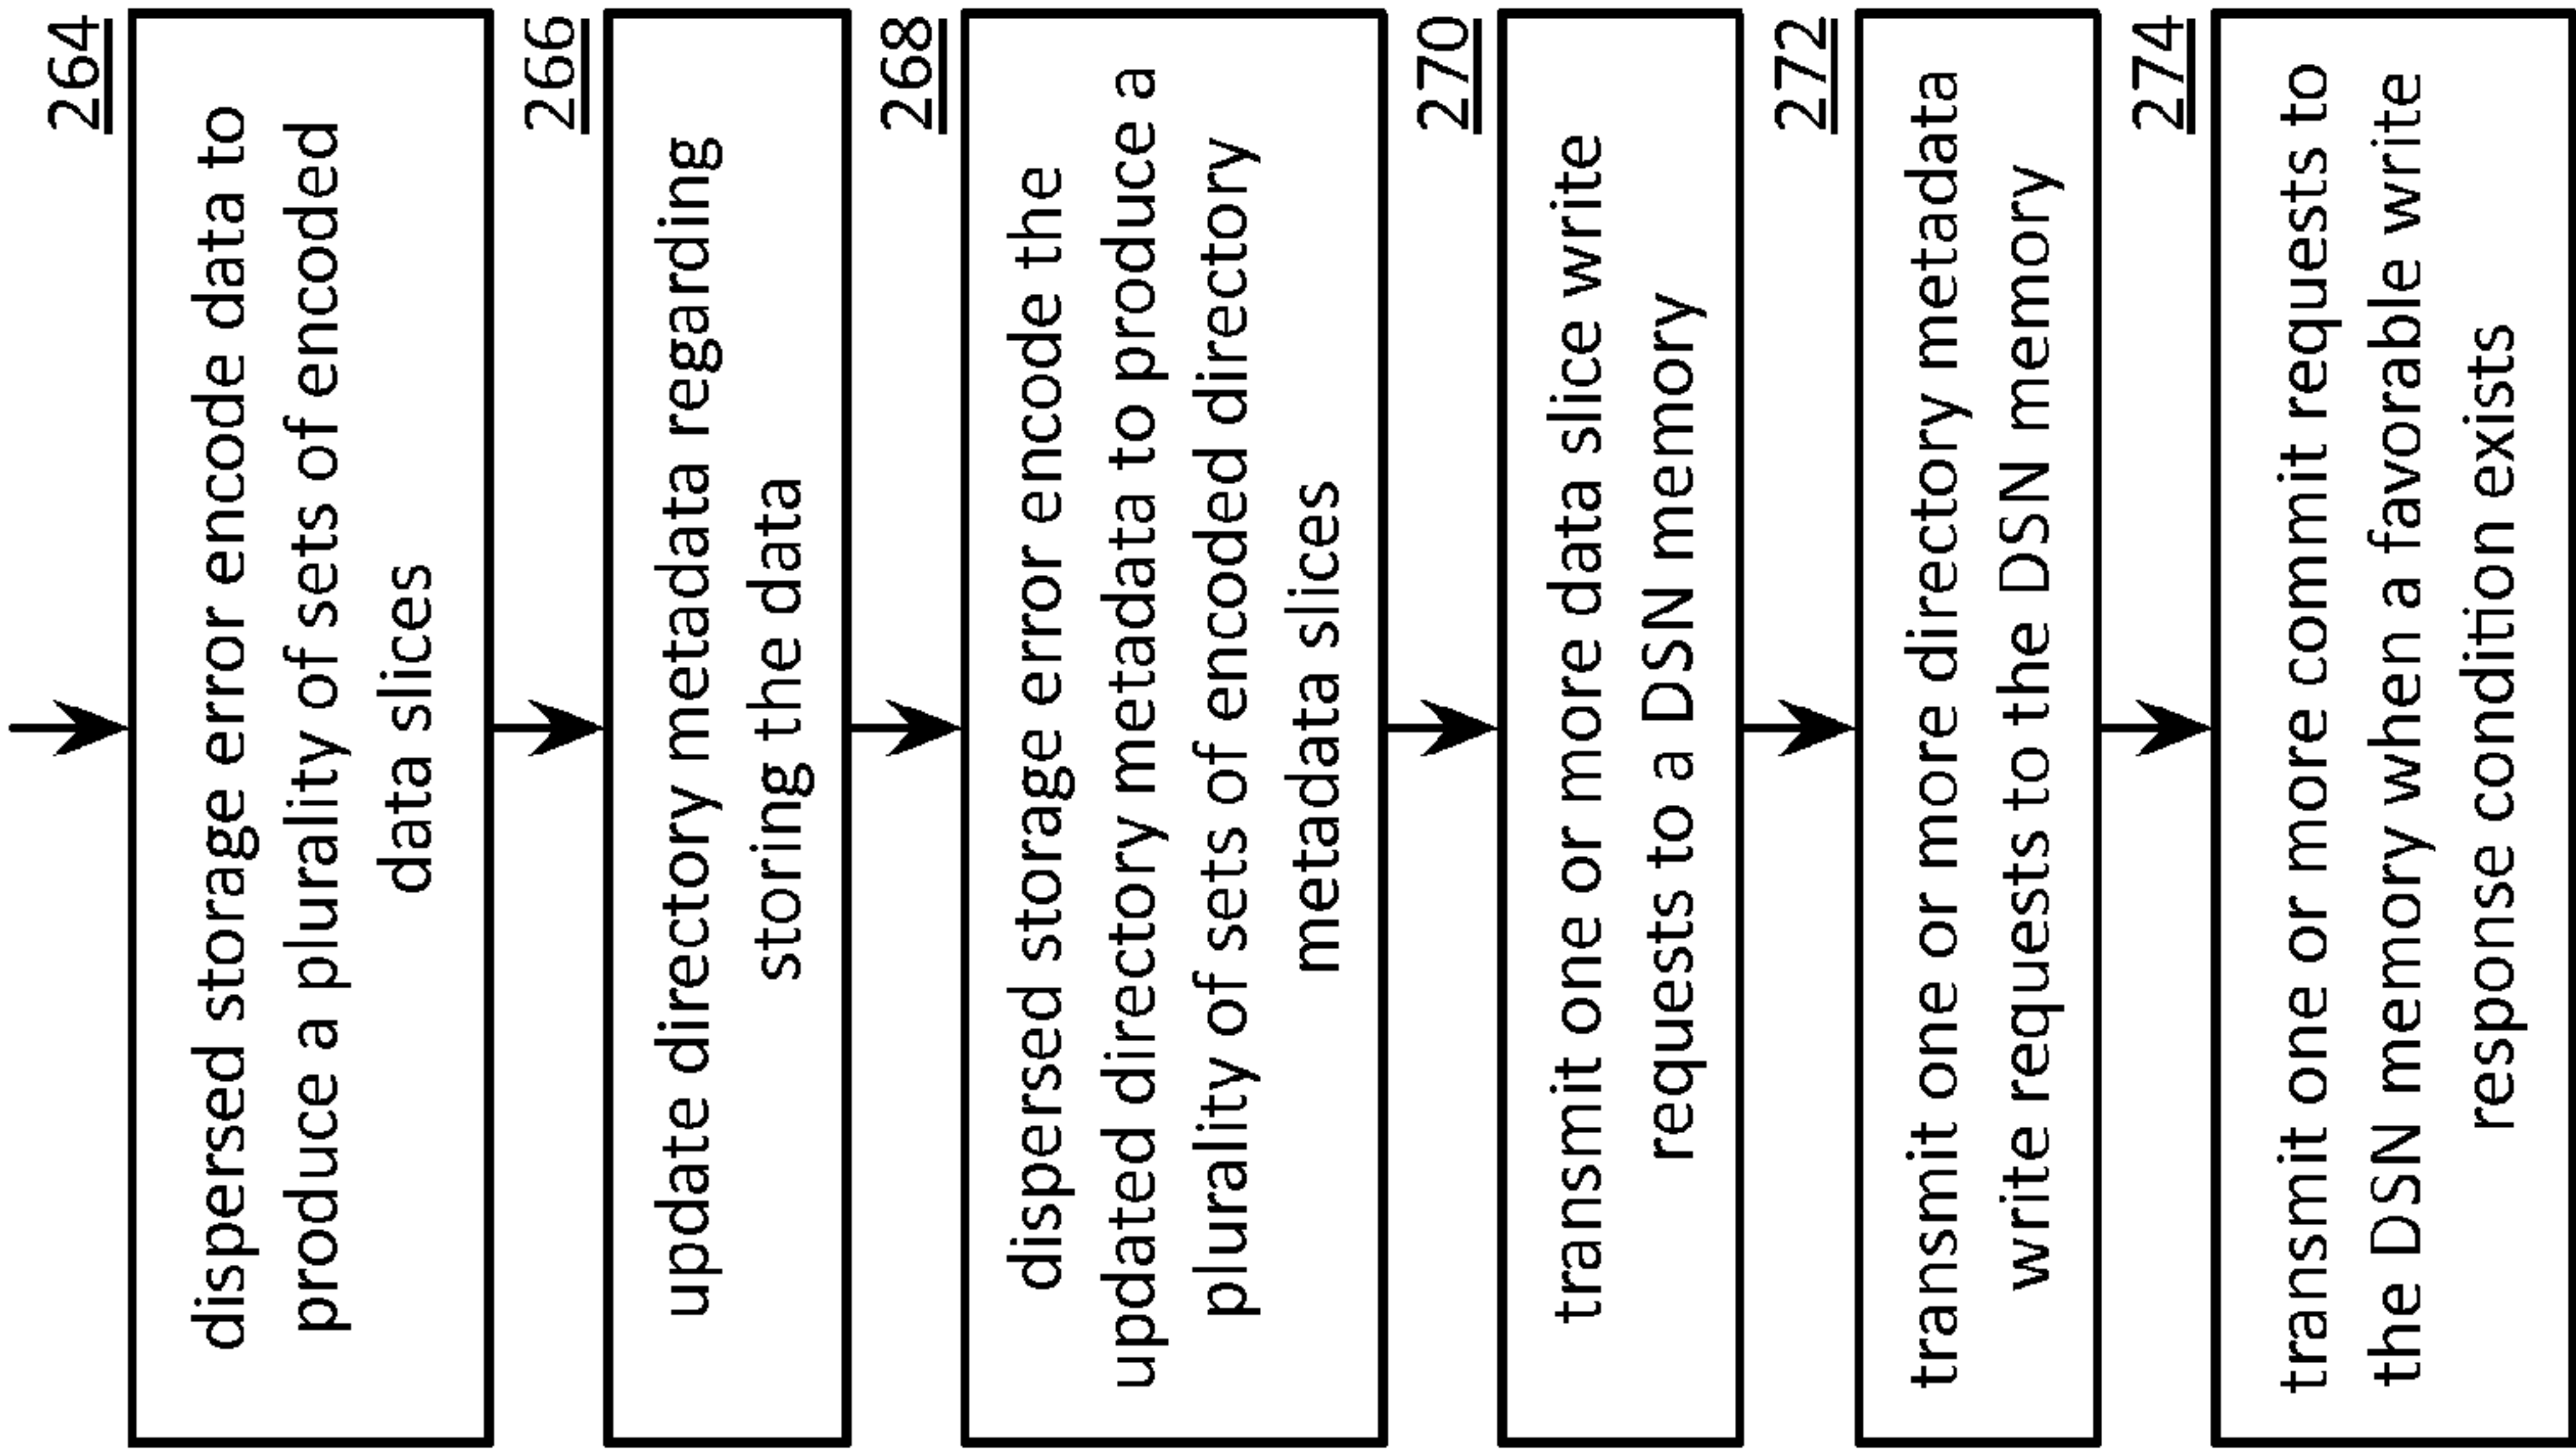 264
dispersed storage error encode data to
produce a plurality of sets of encoded
data slices
266
update directory metadata regarding
storing the data
268
dispersed storage error encode the
updated directory metadata to produce a
plurality of sets of encoded directory
metadata slices
270
transmit one or more data slice write
requests to a DSN memory
272
transmit one or more directory metadata
write requests to the DSN memory
274
transmit one or more commit requests to
the DSN memory when a favorable write
response condition exists